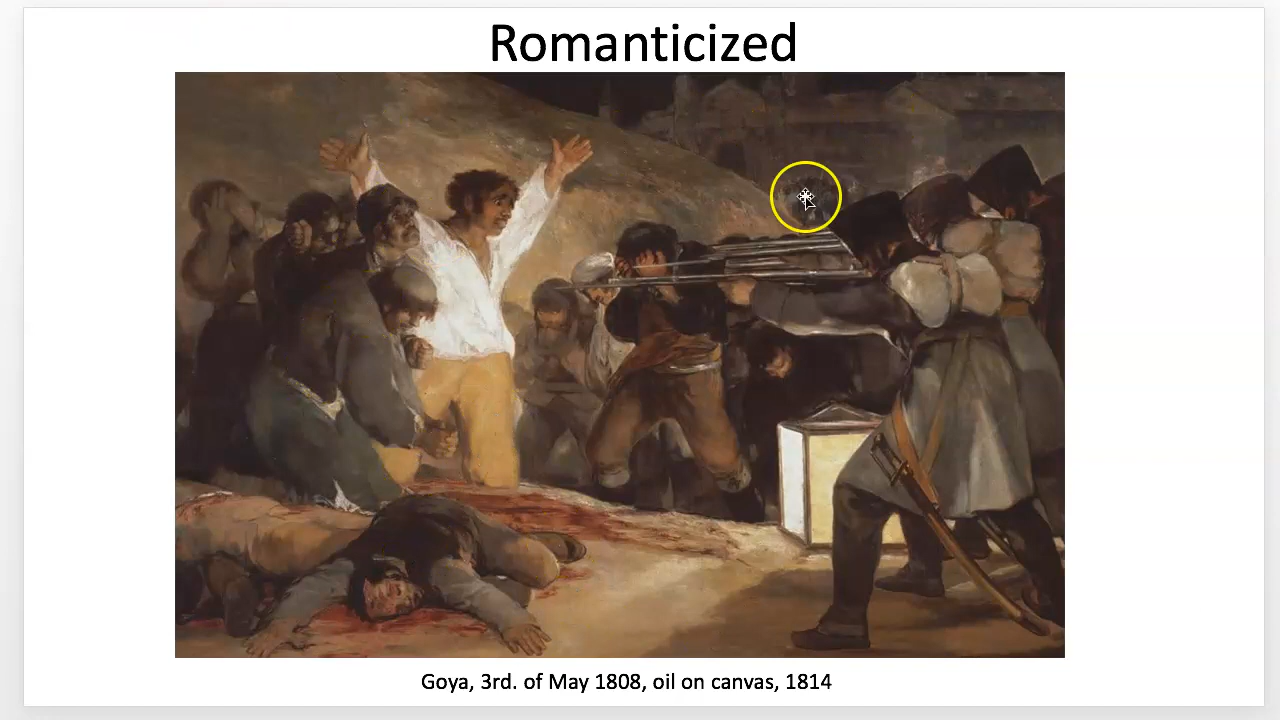 Romanticized
Goya, 3rd. of May 1808, oil on canvas, 1814